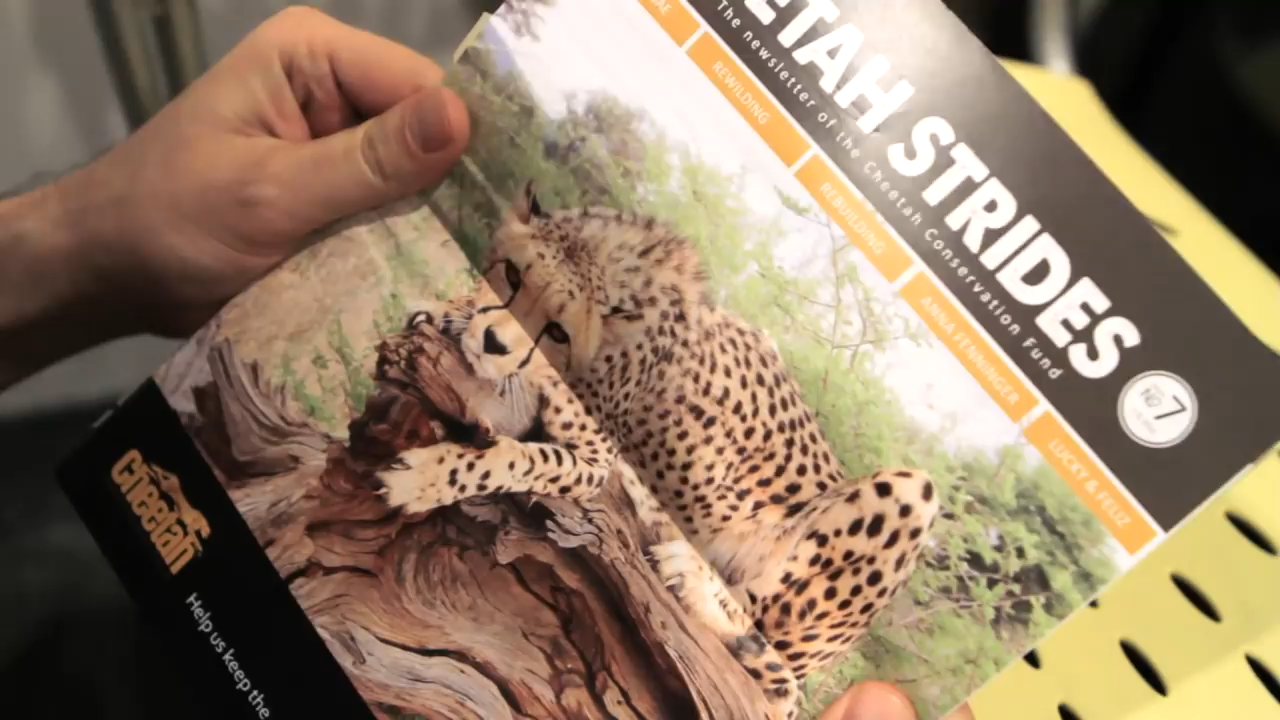 ETAH STRIDES
The newsletter of the Cheetah Conservation Fund
NO 7
REWILDING
REBUILDING
ANNA FENNINGER
LUCKY & FELIZ
Cheetah
Help us keep the